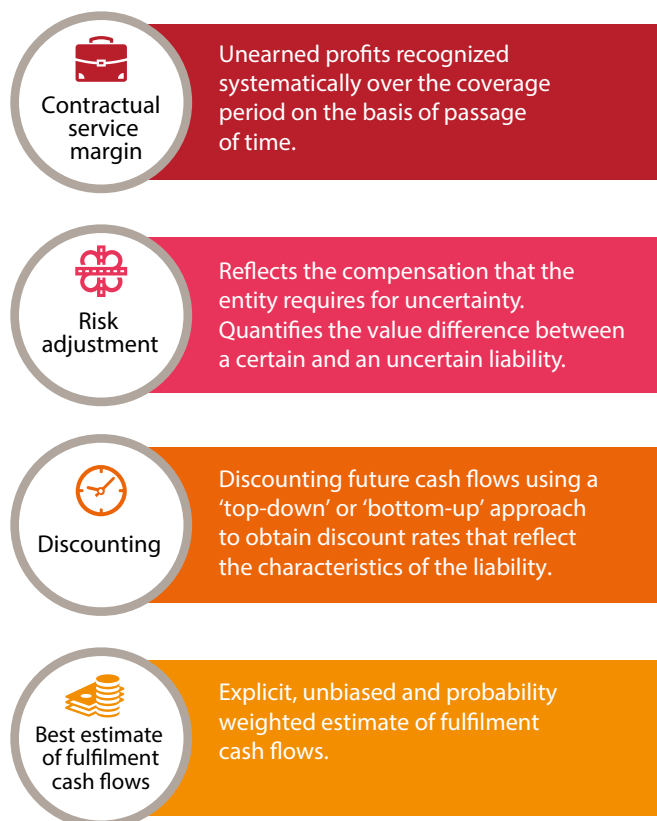 Contractual
service
margin
Unearned profits recognized
systematically over the coverage
period on the basis of passage
of time.
Risk
adjustment
Reflects the compensation that the
entity requires for uncertainty.
Quantifies the value difference between
a certain and an uncertain liability.
Discounting
Discounting future cash flows using a
‘top-down’ or ‘bottom-up’ approach
to obtain discount rates that reflect
the characteristics of the liability.
Best estimate
of fulfilment
cash flows
Explicit, unbiased and probability
weighted estimate of fulfilment
cash flows.